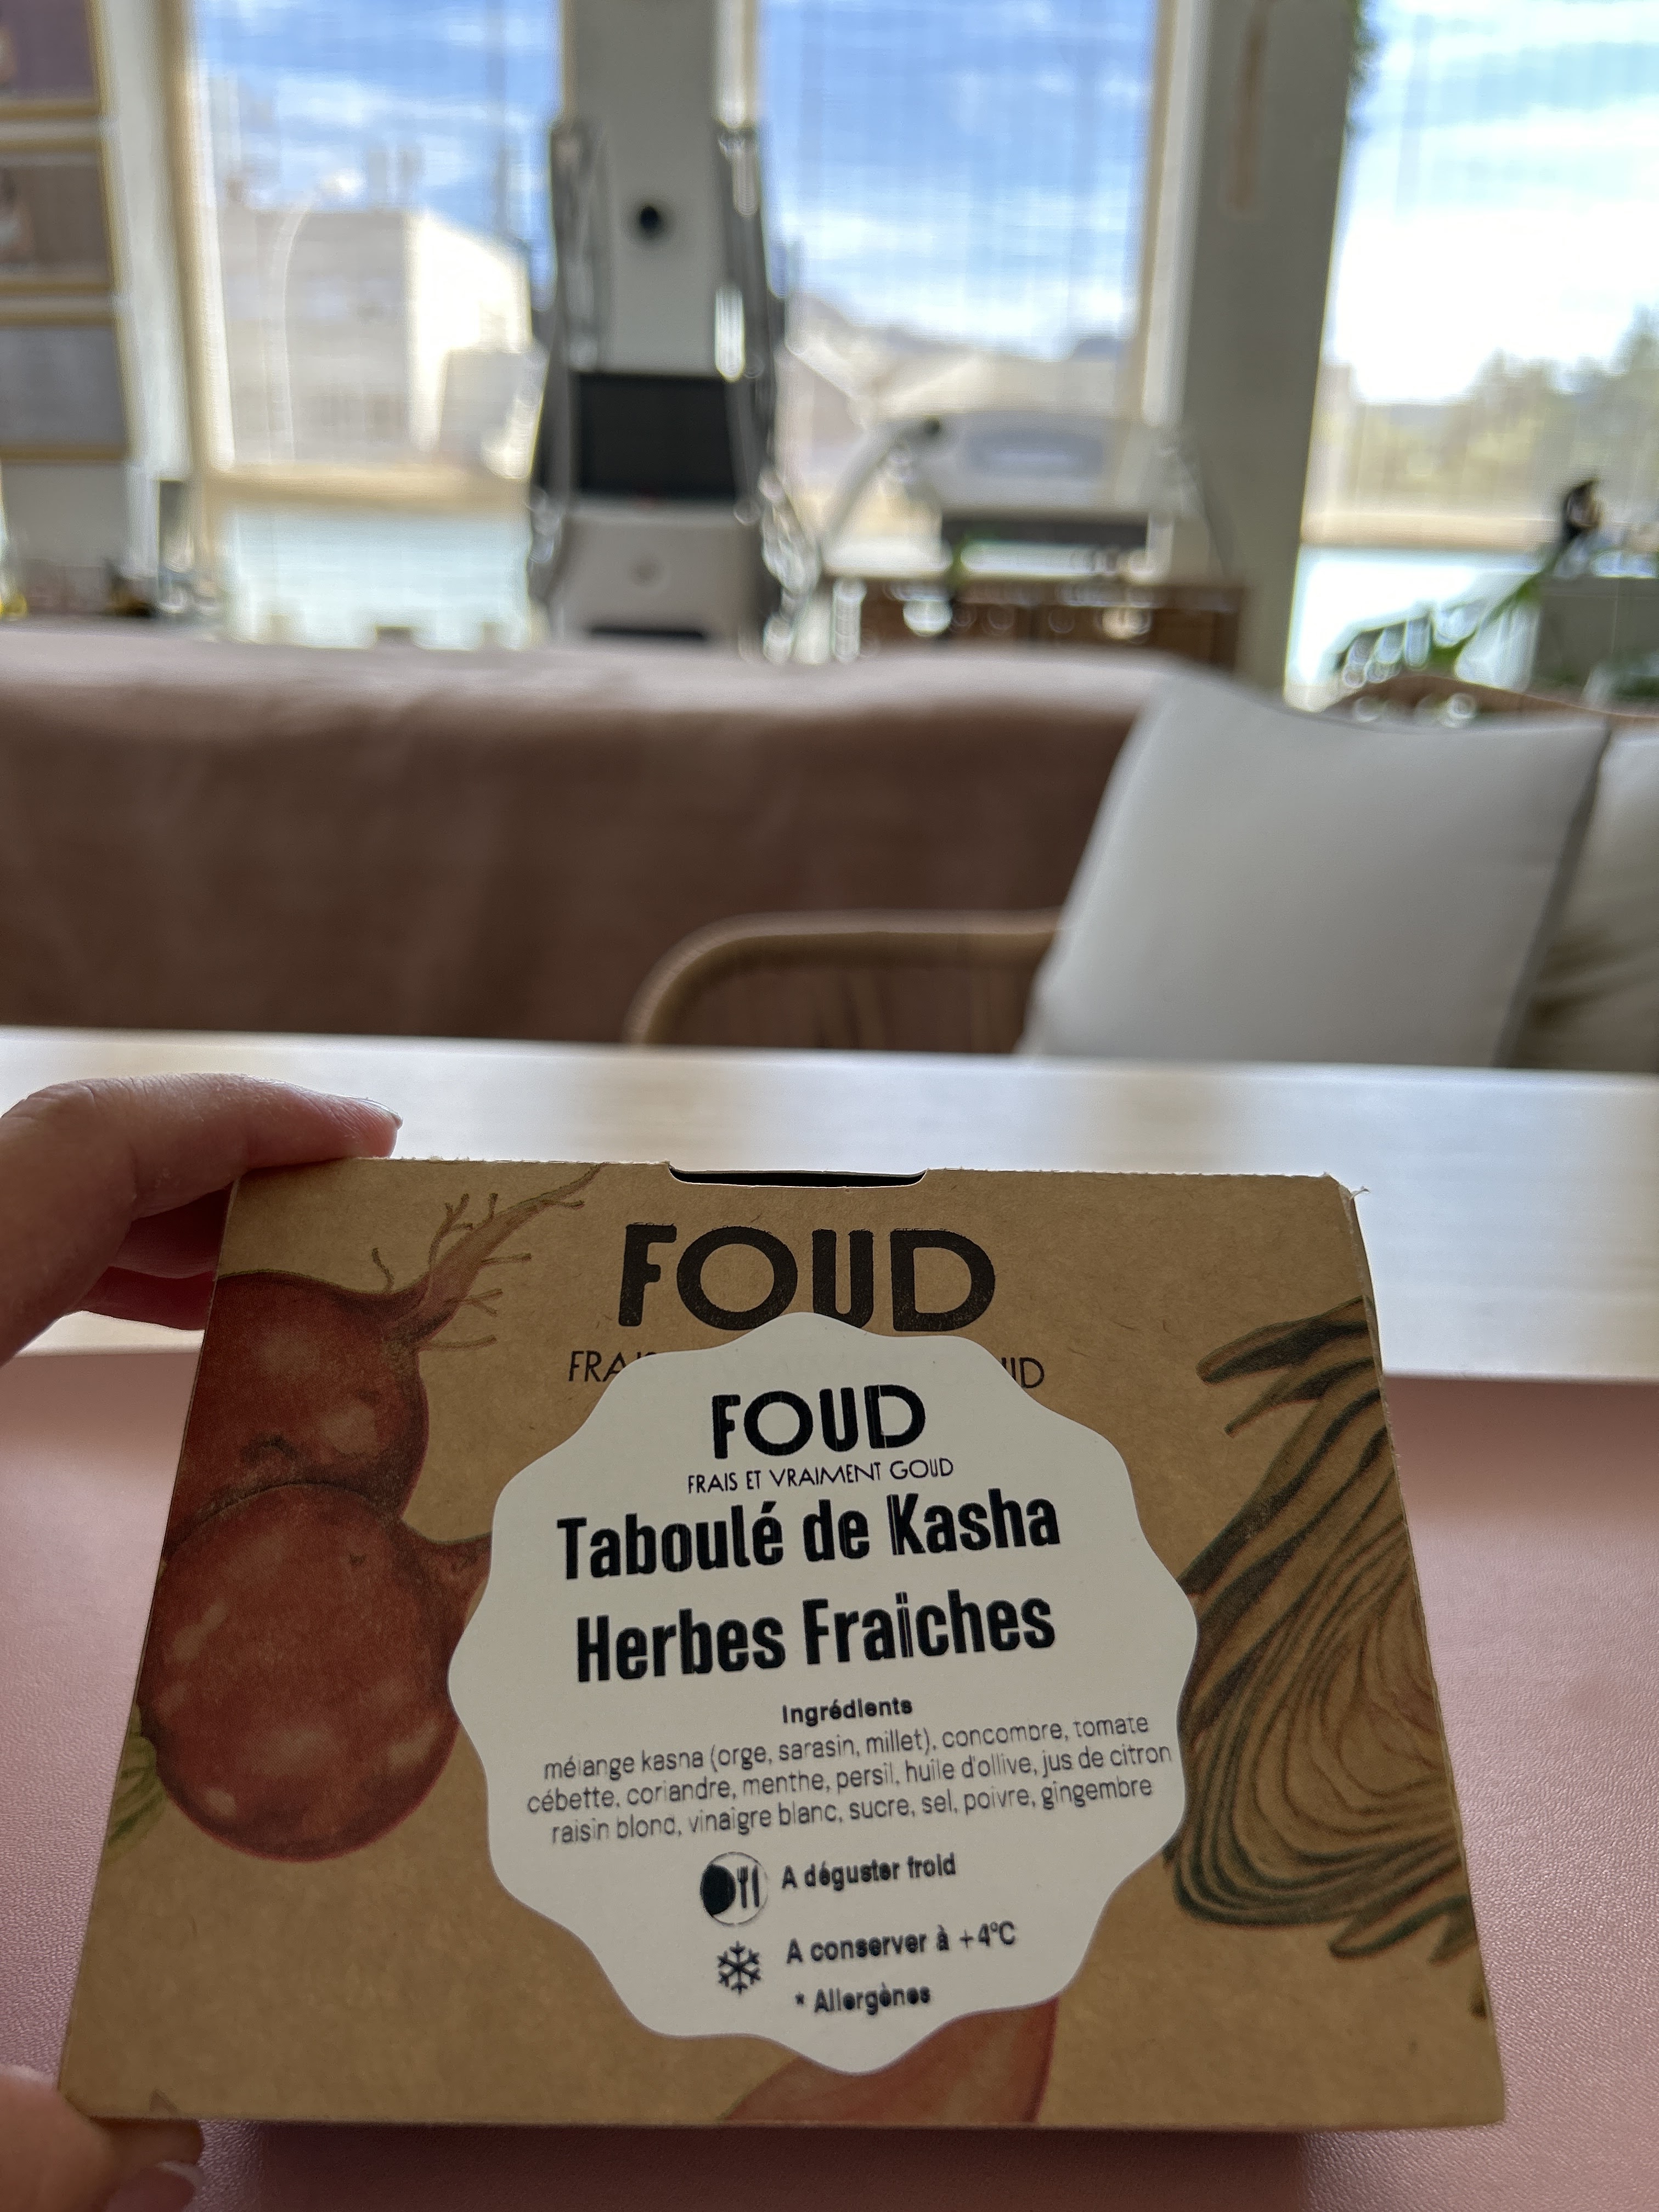 FOUD
FRAIS UD
FOUD
FRAIS ET VRAIMENT GOUD
Taboulé de Kasha
Herbes Fraiches
Ingrédients
mélange kasha (orge, sarasin, millet), concombre, tomate
cébette, coriandre, menthe, persil, huile d'ollive, jus de citron
raisin blond, vinaigre blanc, sucre, sel, poivre, gingembre
A déguster froid
A conserver à +4°C
* Allergènes